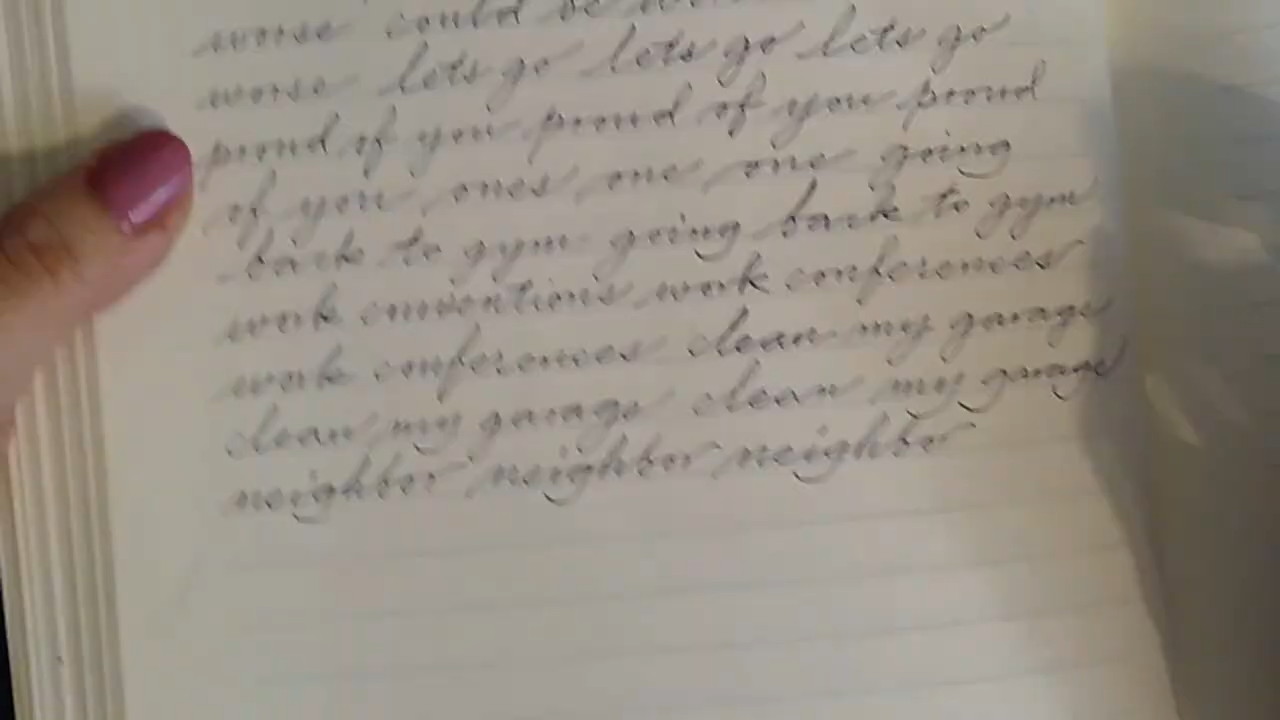 worse could be
worse lets go lets go lets go
proud of you proud of you proud
of you ones one one going
back to gym going back to gym
work conventions work conferences
work conferences clean my garage
clean my garage clean my garage
neighbor neighbor neighbor